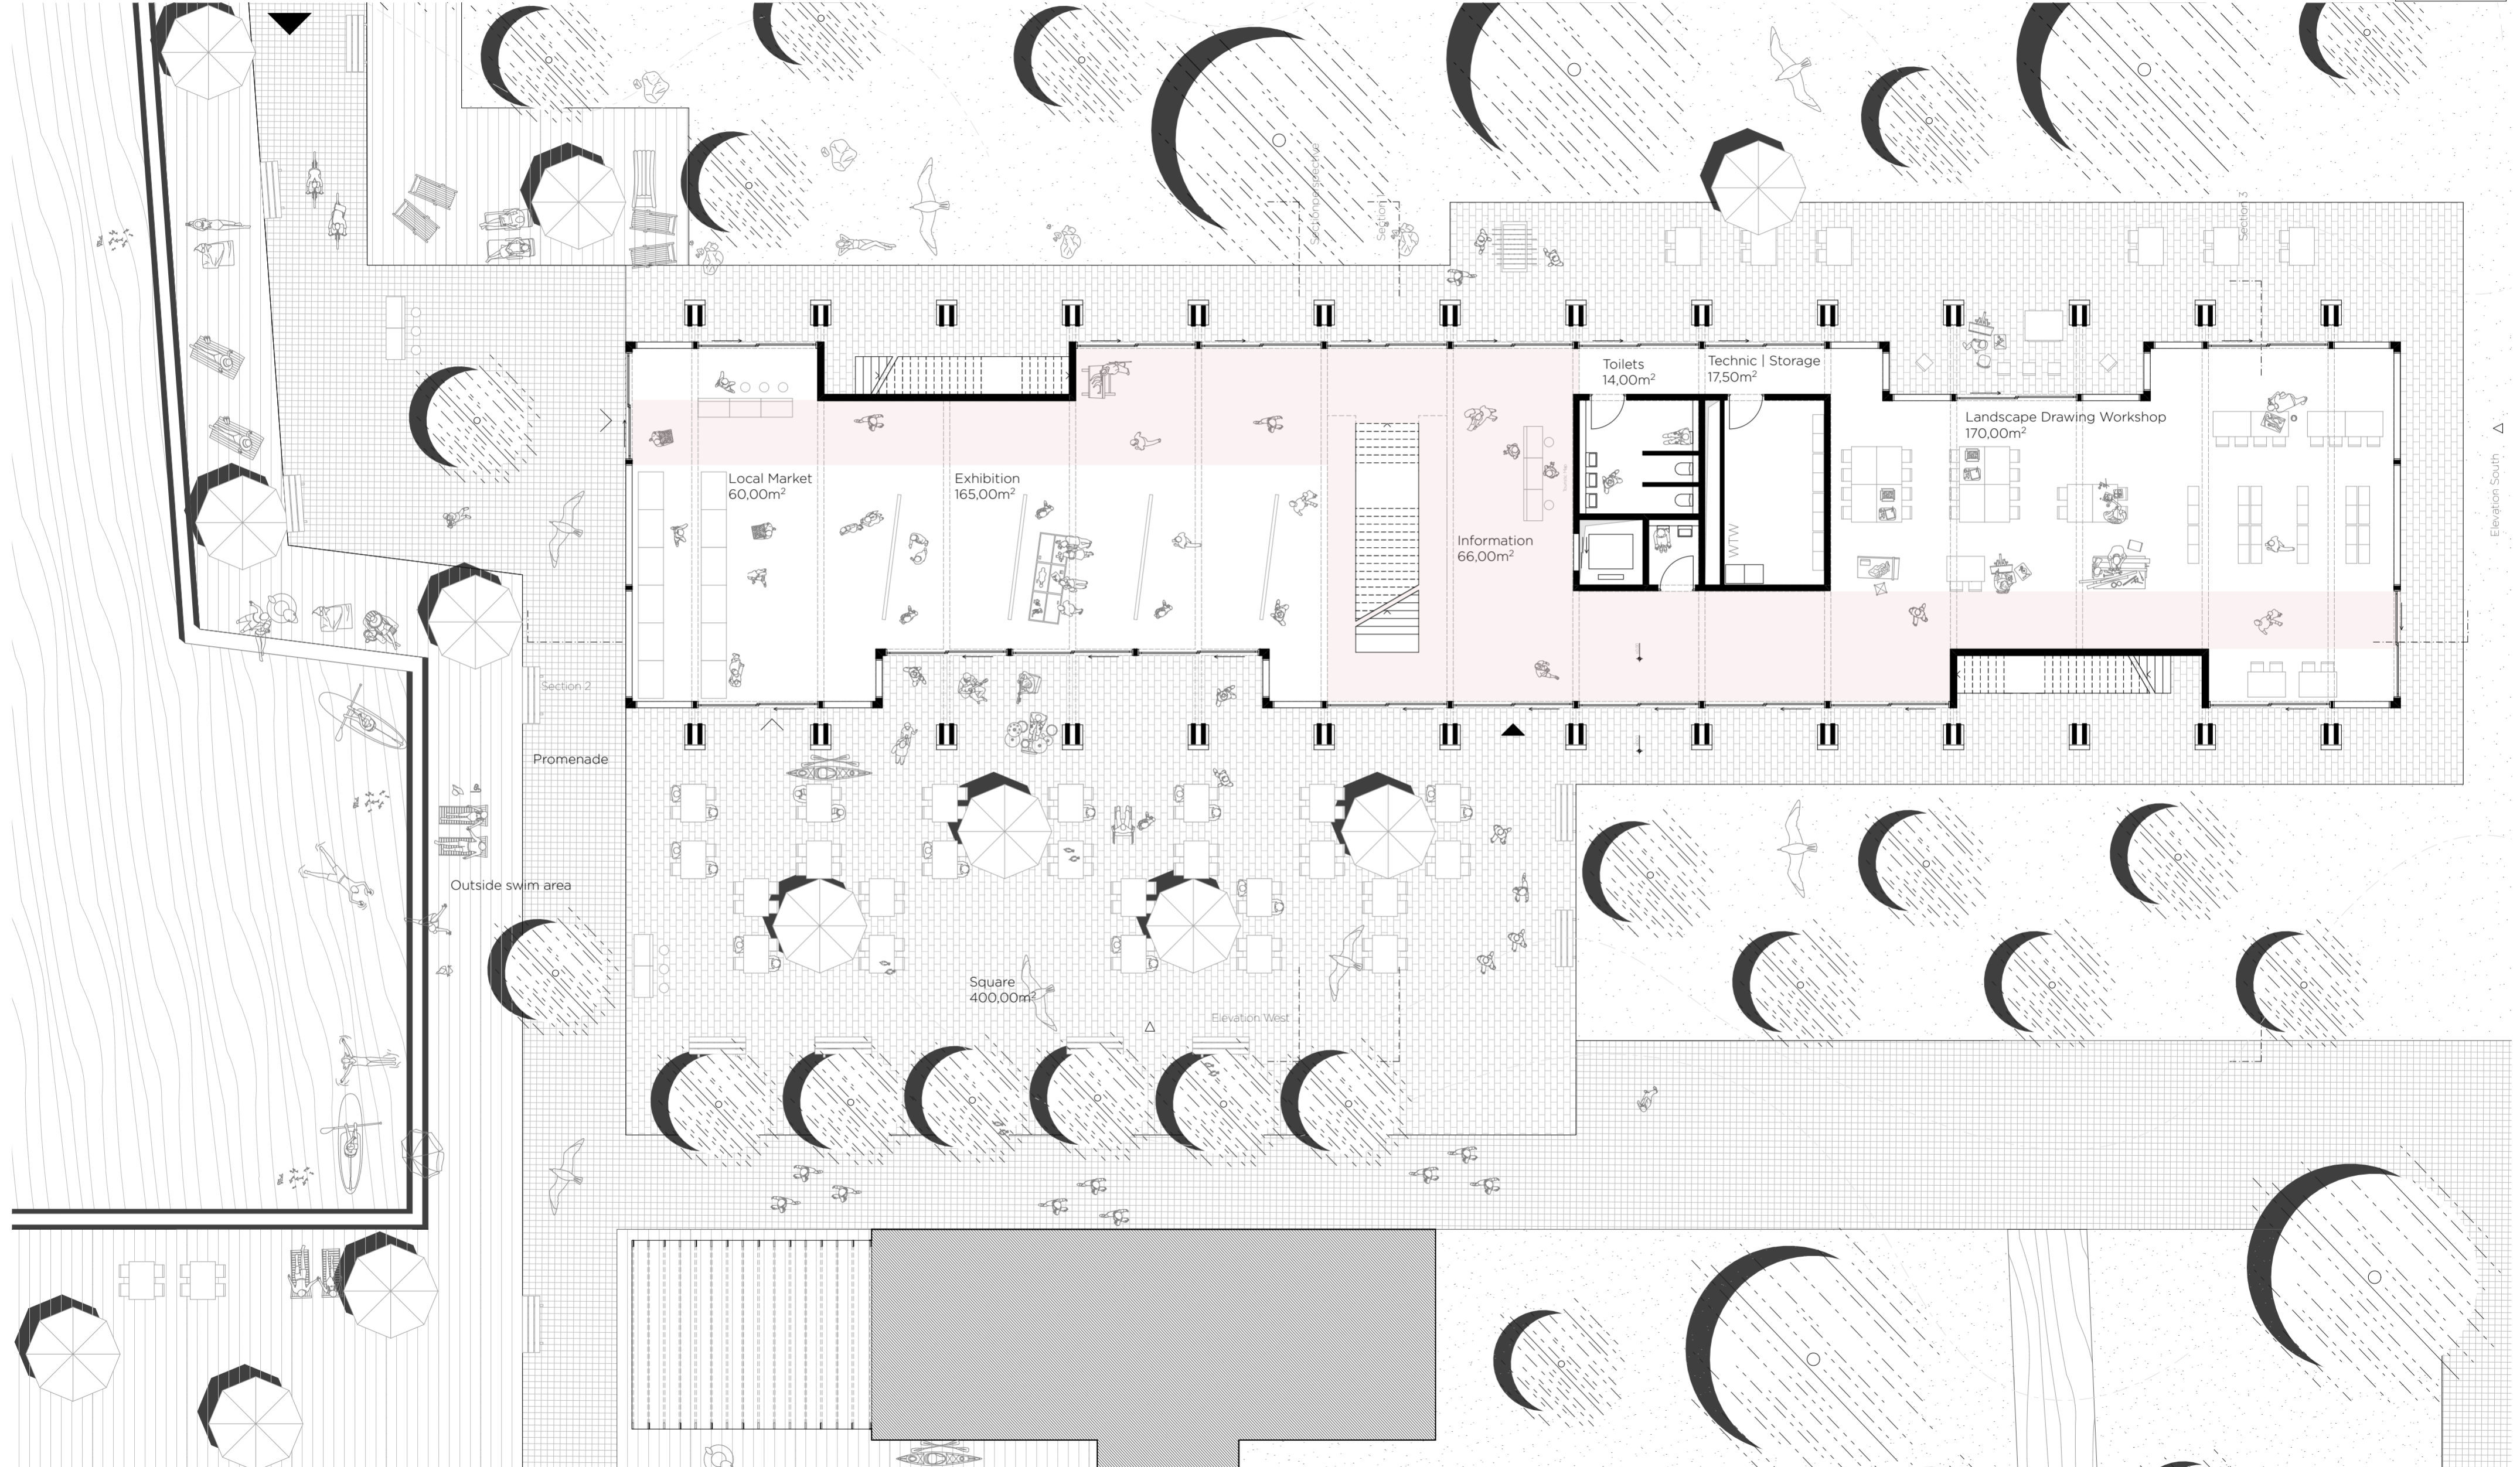 Sectionperspective
Section
Section 3
Toilets
14,00m²
Technic | Storage
17,50m²
Landscape Drawing Workshop
170,00m²
Local Market
60,00m²
Exhibition
165,00m²
Information
66,00m²
WTW
Elevation South
Section 2
Promenade
Outside swim area
Square
400,00m²
Elevation West